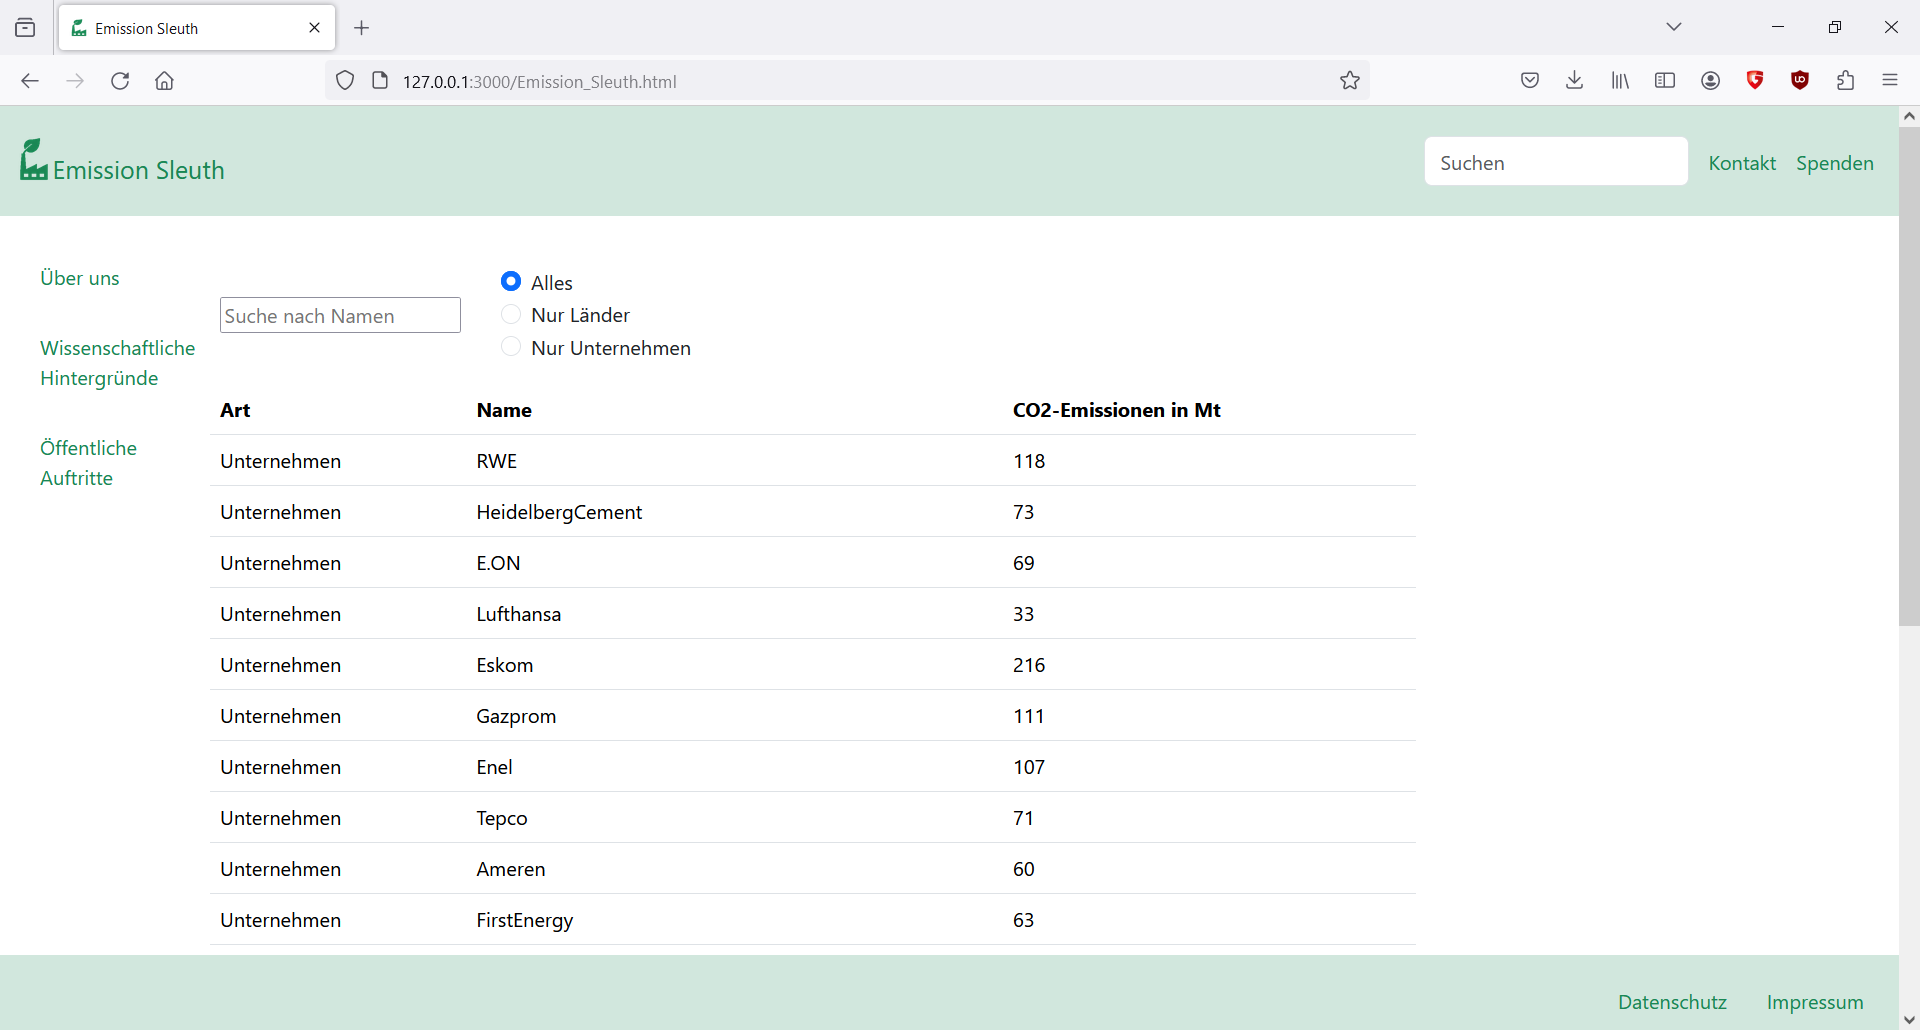 Emission Sleuth
127.0.0.1:3000/Emission_Sleuth.html
Emission Sleuth
Suchen
Kontakt
Spenden
Über uns
Wissenschaftliche
Hintergründe
Öffentliche
Auftritte
Suche nach Namen
Alles
Nur Länder
Nur Unternehmen
Art Name CO2-Emissionen in Mt
Unternehmen RWE 118
Unternehmen HeidelbergCement 73
Unternehmen E.ON 69
Unternehmen Lufthansa 33
Unternehmen Eskom 216
Unternehmen Gazprom 111
Unternehmen Enel 107
Unternehmen Tepco 71
Unternehmen Ameren 60
Unternehmen FirstEnergy 63
Datenschutz Impressum